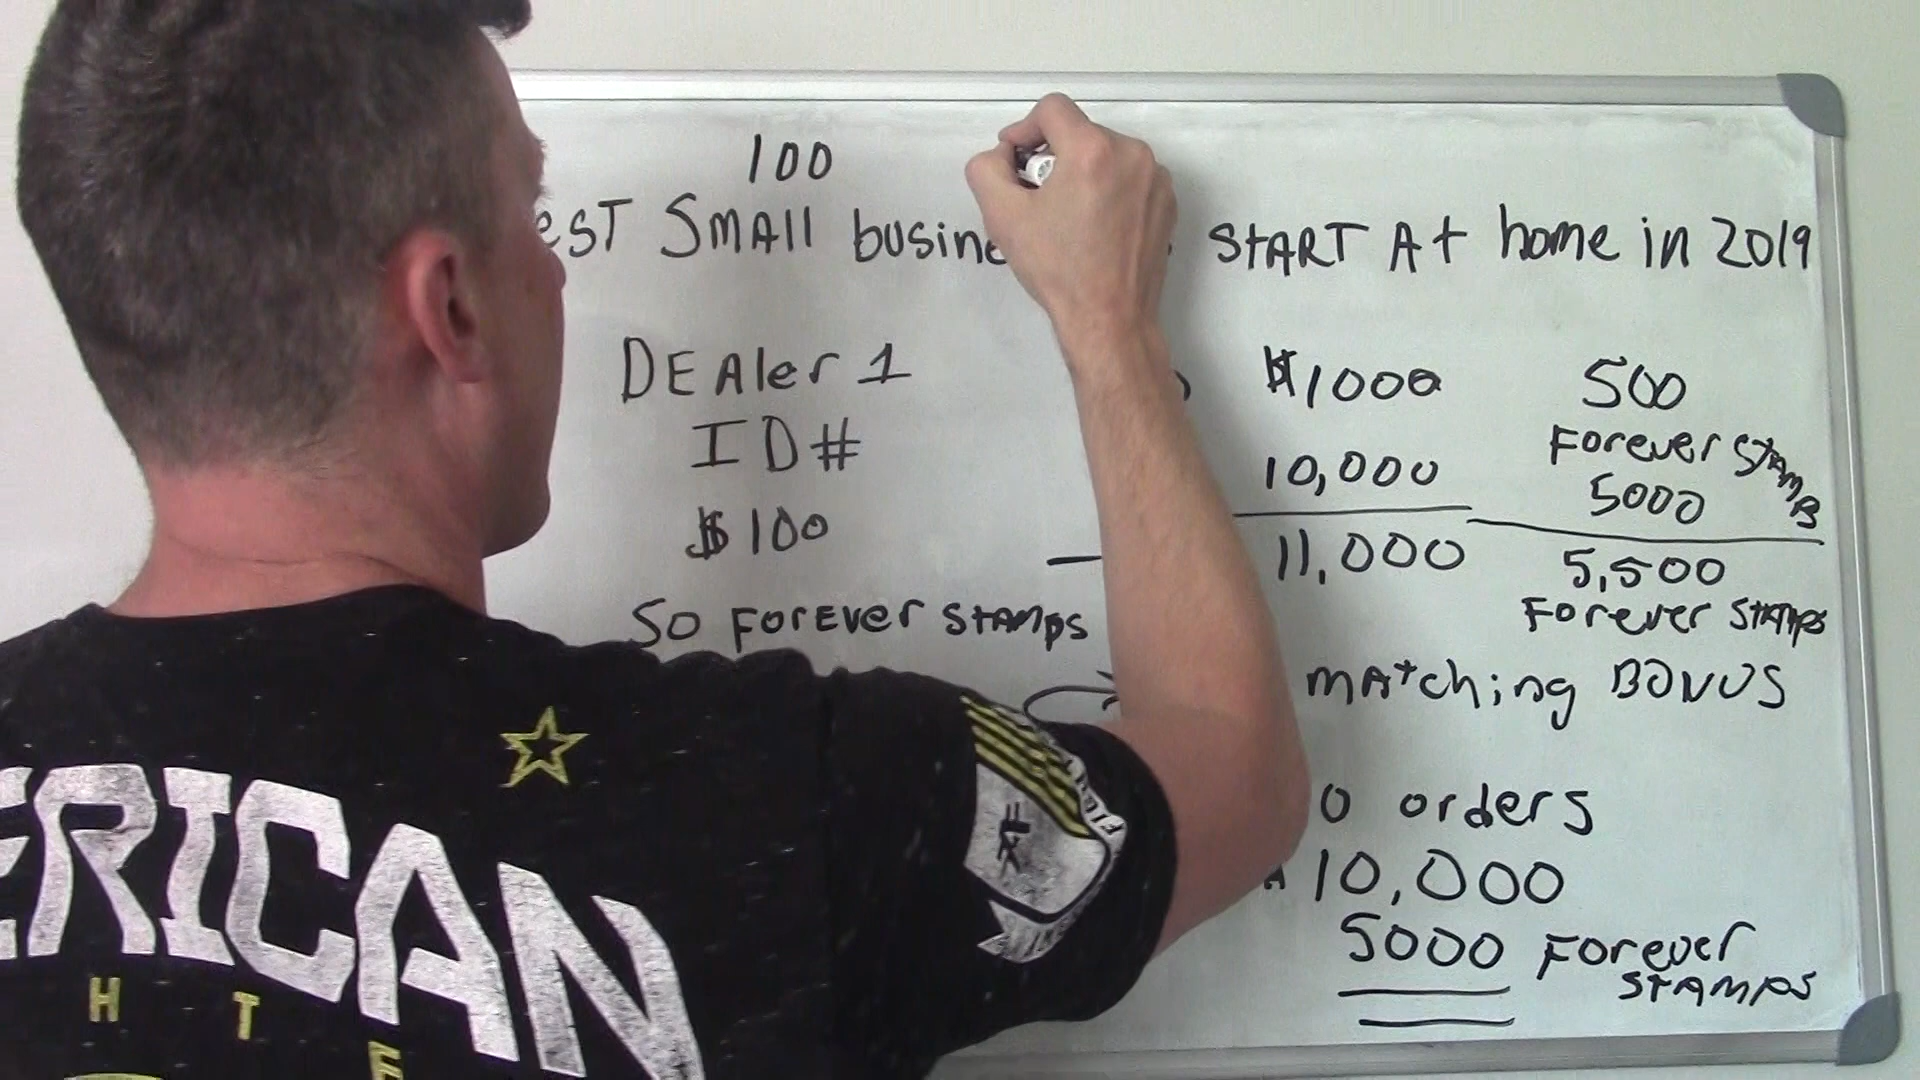 100
esT SMAll busine START At home in 2019
DEAler 1
ID#
$100
50 FOREVEr STAmps
$1000
10,000
11,000
500
Forever STAMPS
5000
5,500
Forever STAMPS
mAtching BONUS
0 orders
10,000
5000 Forever
STAMPS
ERICAN
H T E